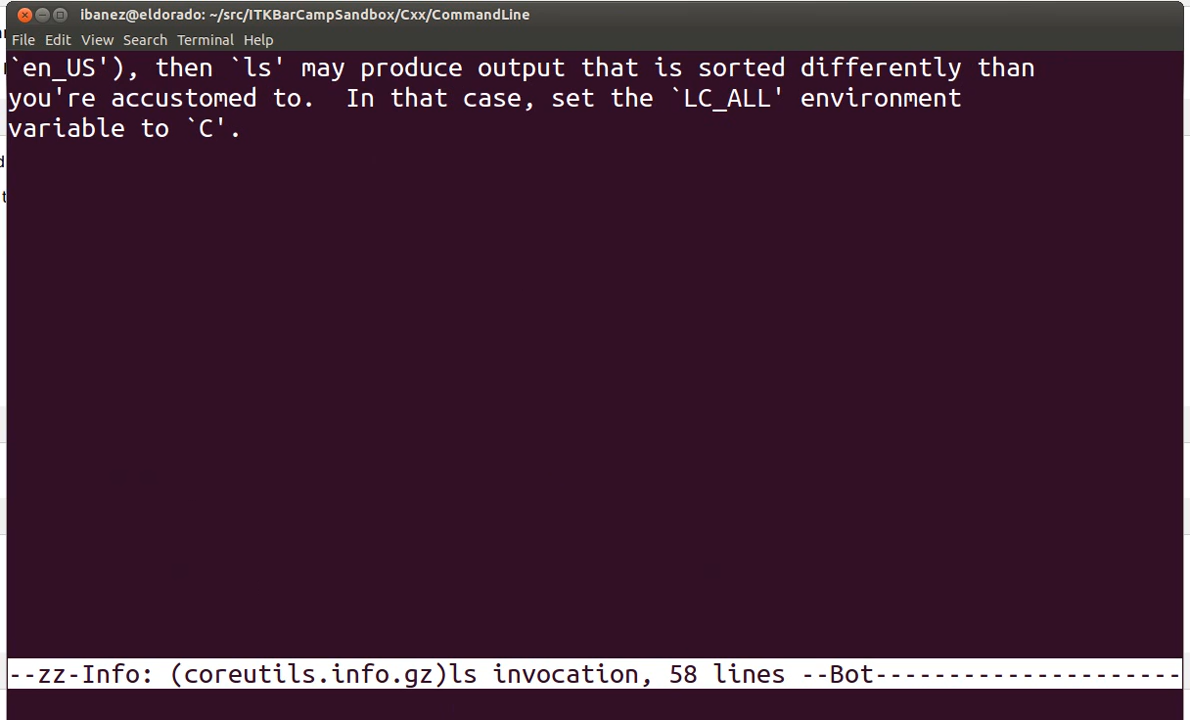 ibanez@eldorado: ~/src/ITKBarCampSandbox/Cxx/CommandLine
File Edit View Search Terminal Help
`en_US'), then `ls' may produce output that is sorted differently than
you're accustomed to.  In that case, set the `LC_ALL' environment
variable to `C'.
--zz-Info: (coreutils.info.gz)ls invocation, 58 lines --Bot---------------------